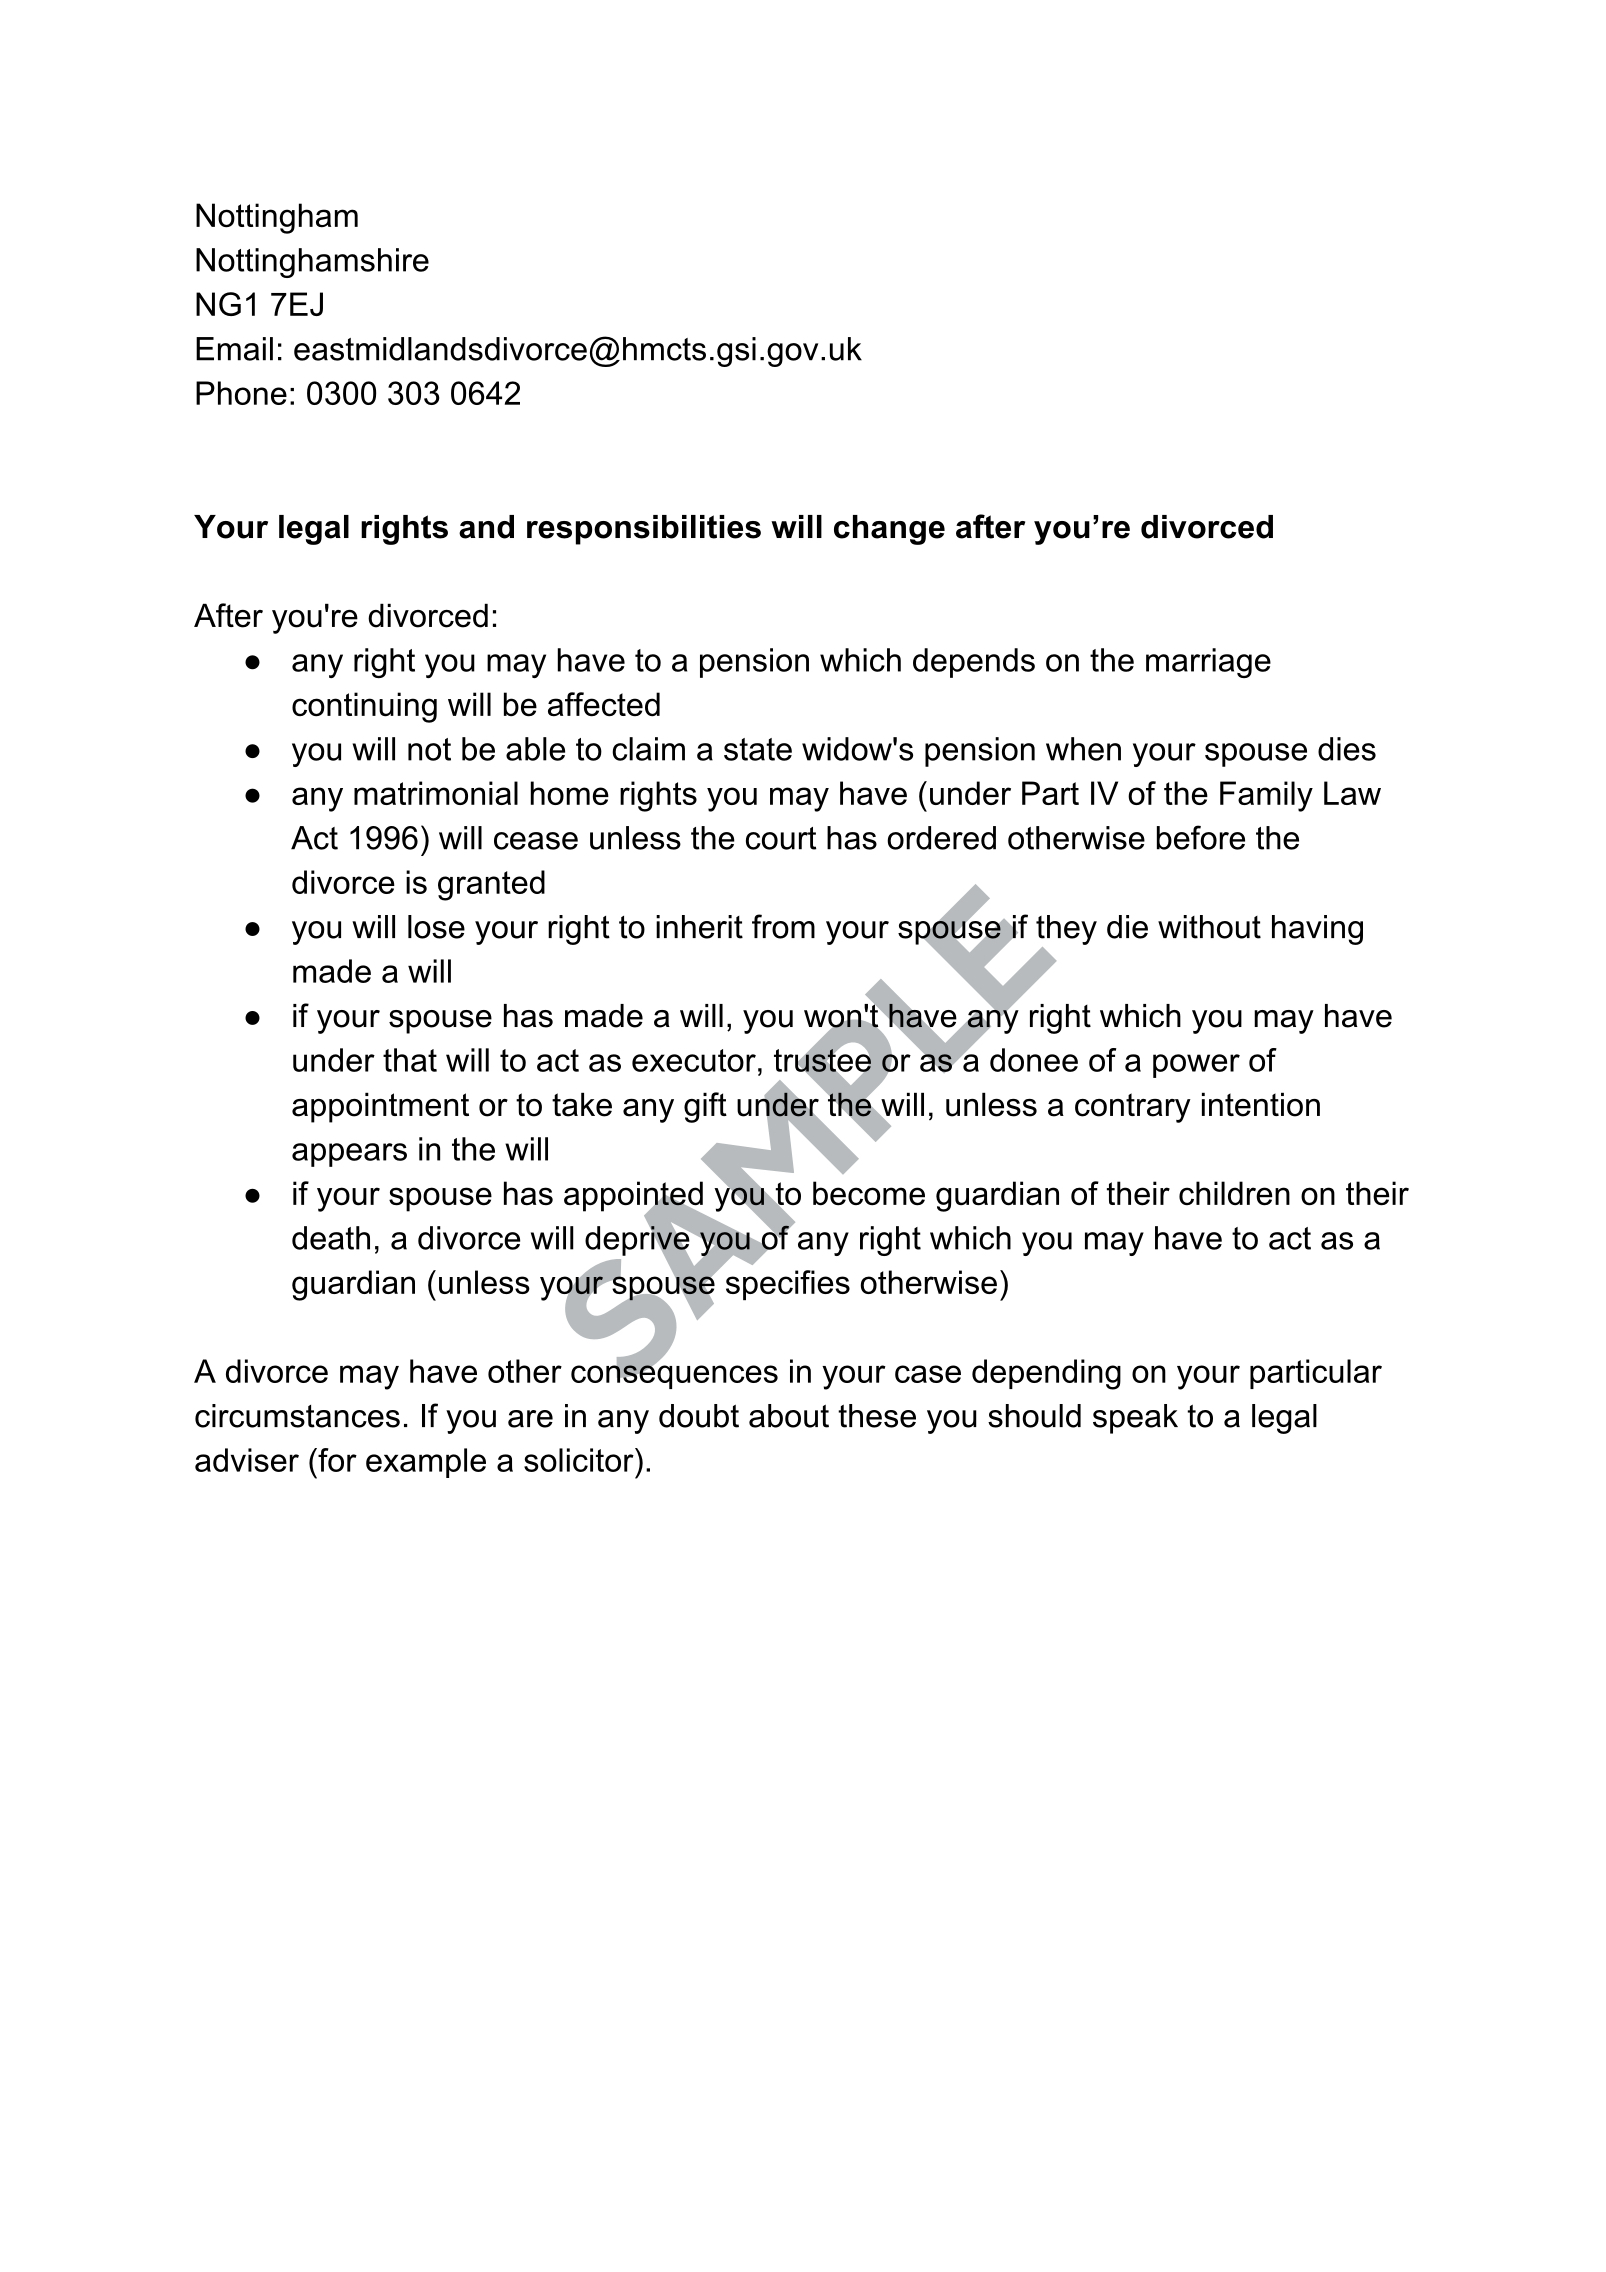 Nottingham
Nottinghamshire
NG1 7EJ
Email: eastmidlandsdivorce@hmcts.gsi.gov.uk
Phone: 0300 303 0642
Your legal rights and responsibilities will change after you’re divorced
After you're divorced:
● any right you may have to a pension which depends on the marriage
continuing will be affected
● you will not be able to claim a state widow's pension when your spouse dies
● any matrimonial home rights you may have (under Part IV of the Family Law
Act 1996) will cease unless the court has ordered otherwise before the
divorce is granted
● you will lose your right to inherit from your spouse if they die without having
made a will
● if your spouse has made a will, you won't have any right which you may have
under that will to act as executor, trustee or as a donee of a power of
appointment or to take any gift under the will, unless a contrary intention
appears in the will
● if your spouse has appointed you to become guardian of their children on their
death, a divorce will deprive you of any right which you may have to act as a
guardian (unless your spouse specifies otherwise)
A divorce may have other consequences in your case depending on your particular
circumstances. If you are in any doubt about these you should speak to a legal
adviser (for example a solicitor).
SAMPLE